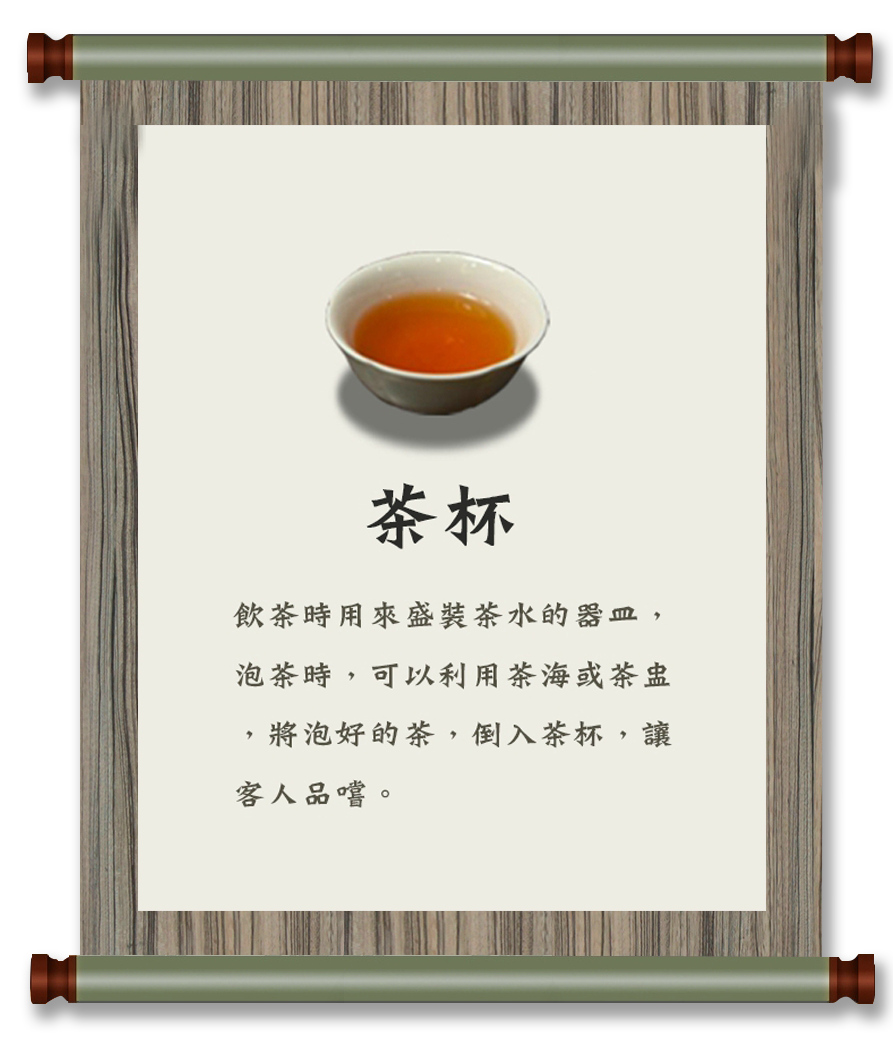 茶杯
飲茶時用來盛裝茶水的器皿，
泡茶時，可以利用茶海或茶盅
，將泡好的茶，倒入茶杯，讓
客人品嚐。